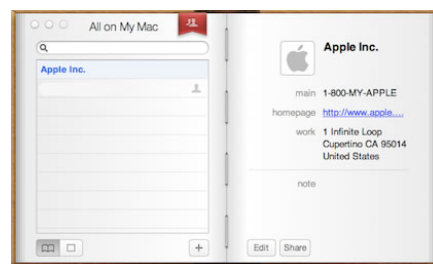 All on My Mac
Apple Inc.
Apple Inc.
main 1-800-MY-APPLE
homepage http://www.apple....
work 1 Infinite Loop
Cupertino CA 95014
United States
note
Edit Share